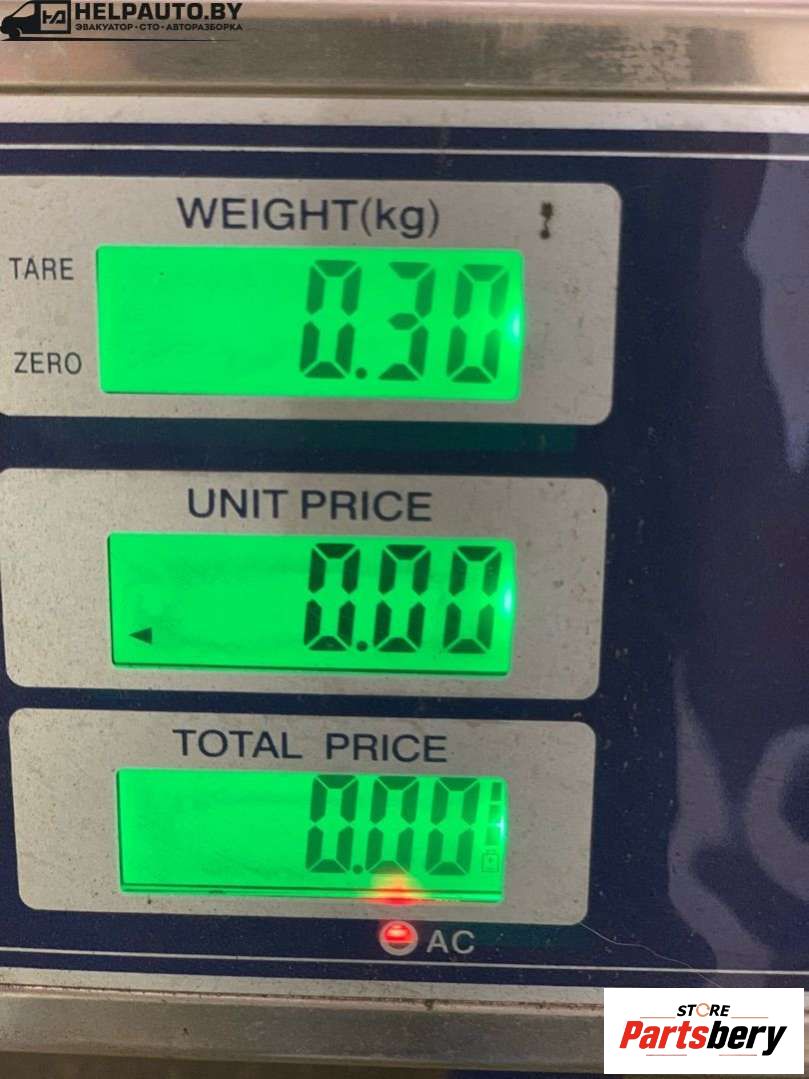 HELPAUTO.BY
ЭВАКУАТОР•СТО•АВТОРАЗБОРКА
WEIGHT(kg)
TARE
0.30
ZERO
UNIT PRICE
0.00
TOTAL PRICE
0.00
AC
STORE
Partsbery